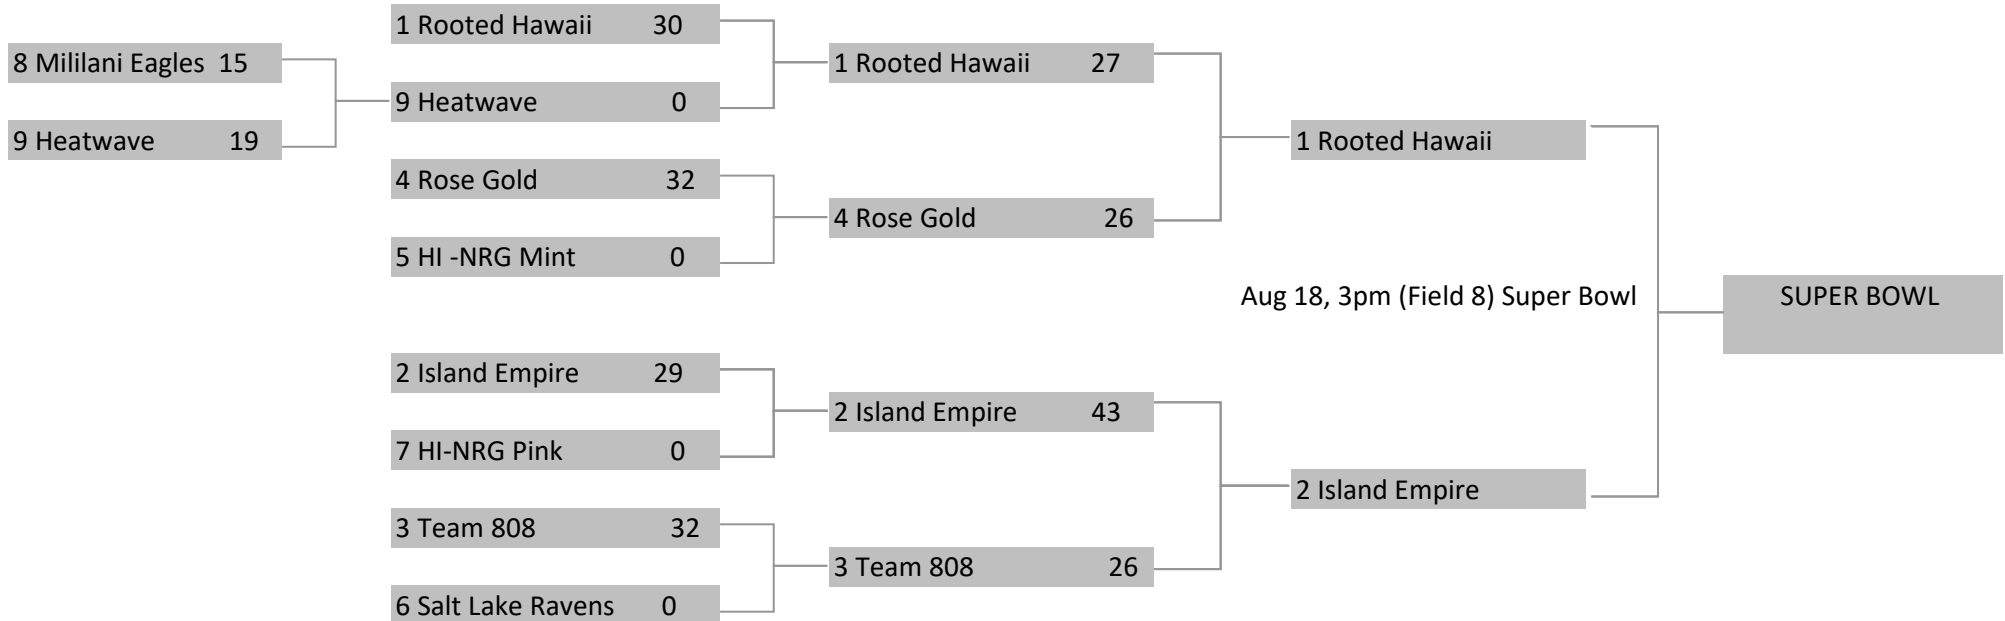 8 Mililani Eagles 15
9 Heatwave 19
1 Rooted Hawaii 30
9 Heatwave 0
4 Rose Gold 32
5 HI -NRG Mint 0
2 Island Empire 29
7 HI-NRG Pink 0
3 Team 808 32
6 Salt Lake Ravens 0
1 Rooted Hawaii 27
4 Rose Gold 26
2 Island Empire 43
3 Team 808 26
1 Rooted Hawaii
Aug 18, 3pm (Field 8) Super Bowl
2 Island Empire
SUPER BOWL